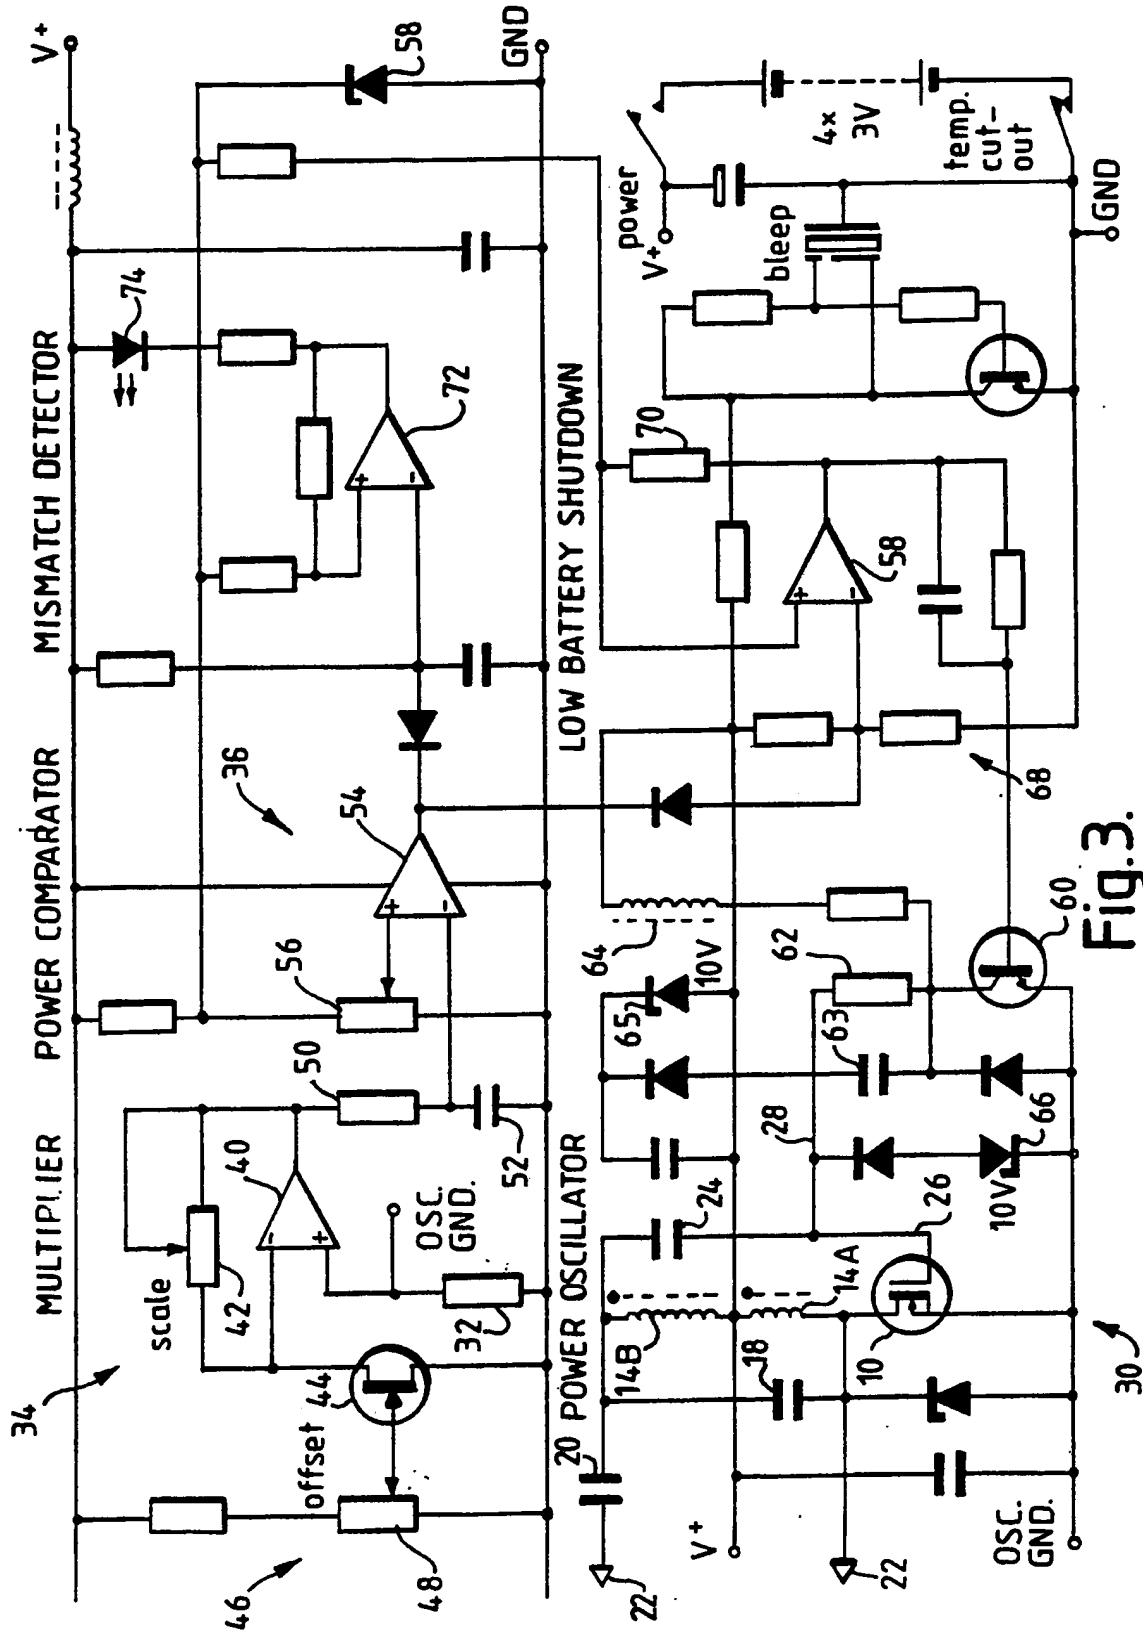 34
MULTIPLIER
POWER COMPARATOR
MISMATCH DETECTOR
V+
46
offset
48
44
scale
42
40
32
OSC.
GND.
50
52
56
36
54
+
-
-
+
+
-
72
74
58
GND
20
POWER OSCILLATOR
LOW BATTERY SHUTDOWN
22
V+
22
OSC.
GND.
14B
18
10
14A
24
26
28
10V
66
65
10V
63
62
64
60
68
+
-
58
70
bleep
V+
power
4x
3V
temp.
cut-
out
GND
30
Fig.3.